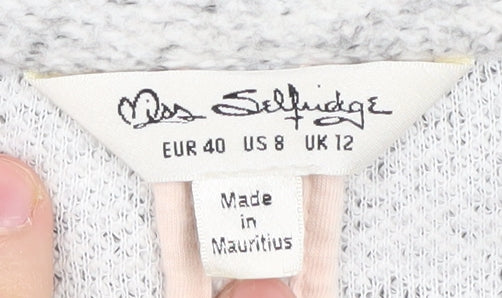 Miss Selfridge
EUR 40 US 8 UK 12
Made
in
Mauritius